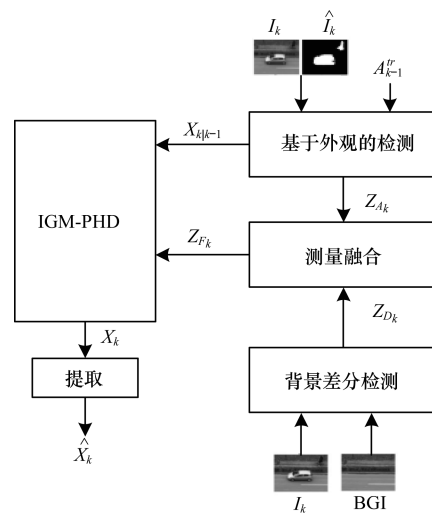 I_k Î_k
A^{tr}_{k-1}
X_{k|k-1}
基于外观的检测
IGM-PHD
Z_{A_k}
Z_{F_k}
测量融合
X_k
Z_{D_k}
提取
背景差分检测
X̂_k
I_k BGI